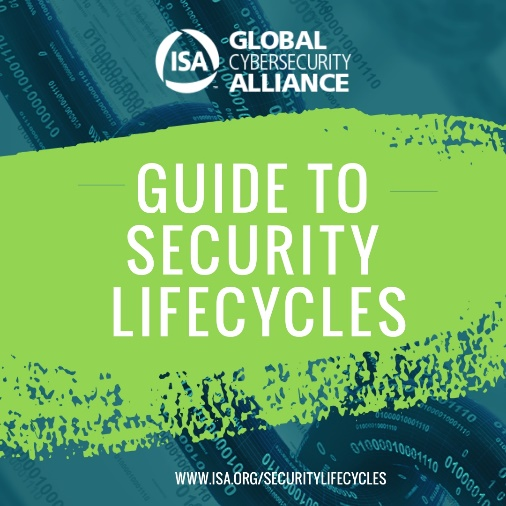 ISA
GLOBAL
CYBERSECURITY
ALLIANCE
GUIDE TO
SECURITY
LIFECYCLES
WWW.ISA.ORG/SECURITYLIFECYCLES